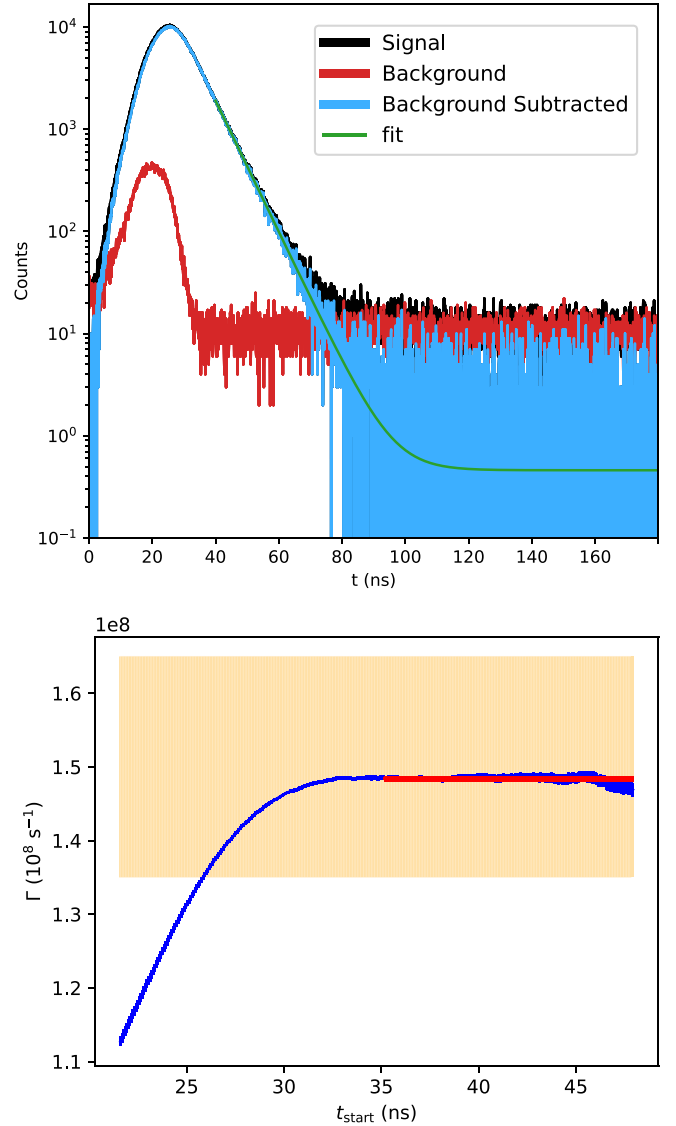 10⁴
10³
10²
10¹
10⁰
10⁻¹
Counts
Signal
Background
Background Subtracted
fit
0 20 40 60 80 100 120 140 160
t (ns)
1e8
1.6
1.5
1.4
1.3
1.2
1.1
Γ (10⁸ s⁻¹)
25 30 35 40 45
t_start (ns)